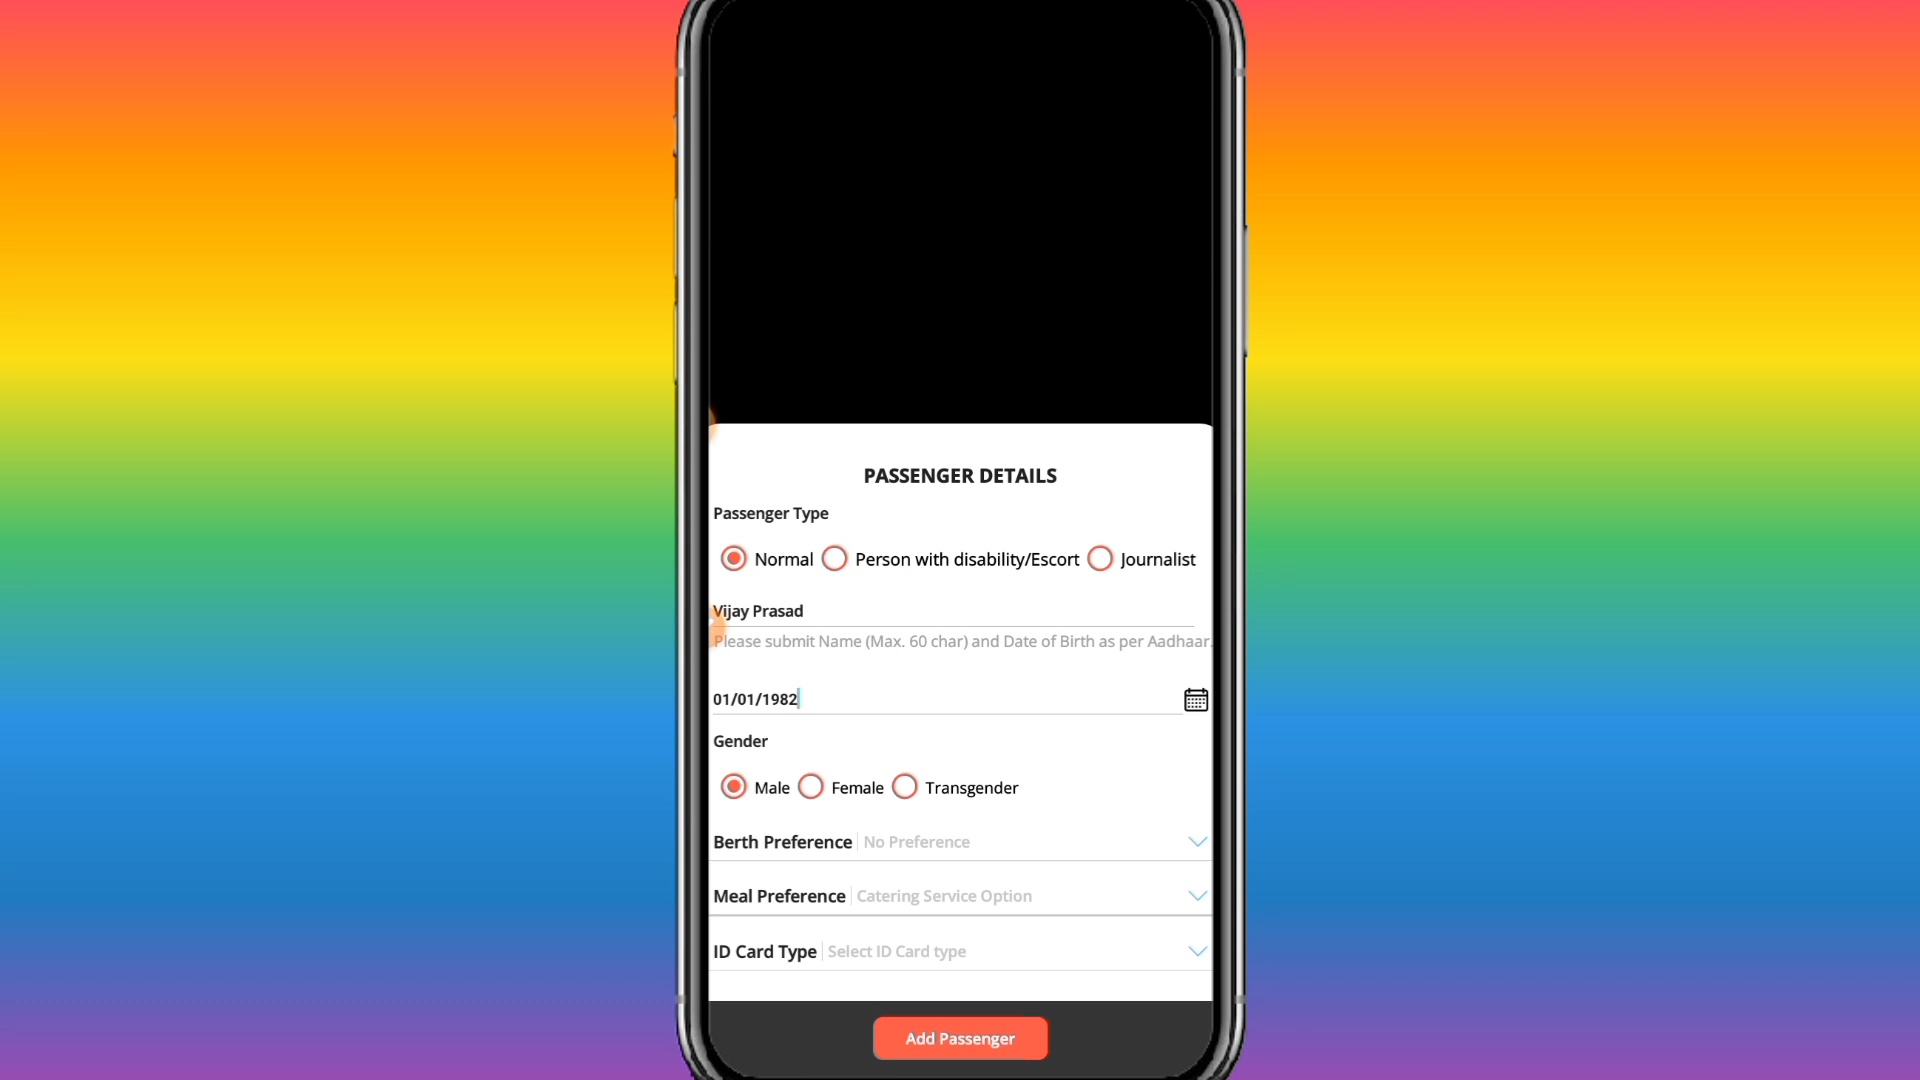 PASSENGER DETAILS
Passenger Type
Normal Person with disability/Escort Journalist
Vijay Prasad
Please submit Name (Max. 60 char) and Date of Birth as per Aadhaar.
01/01/1982
Gender
Male Female Transgender
Berth Preference No Preference
Meal Preference Catering Service Option
ID Card Type Select ID Card type
Add Passenger